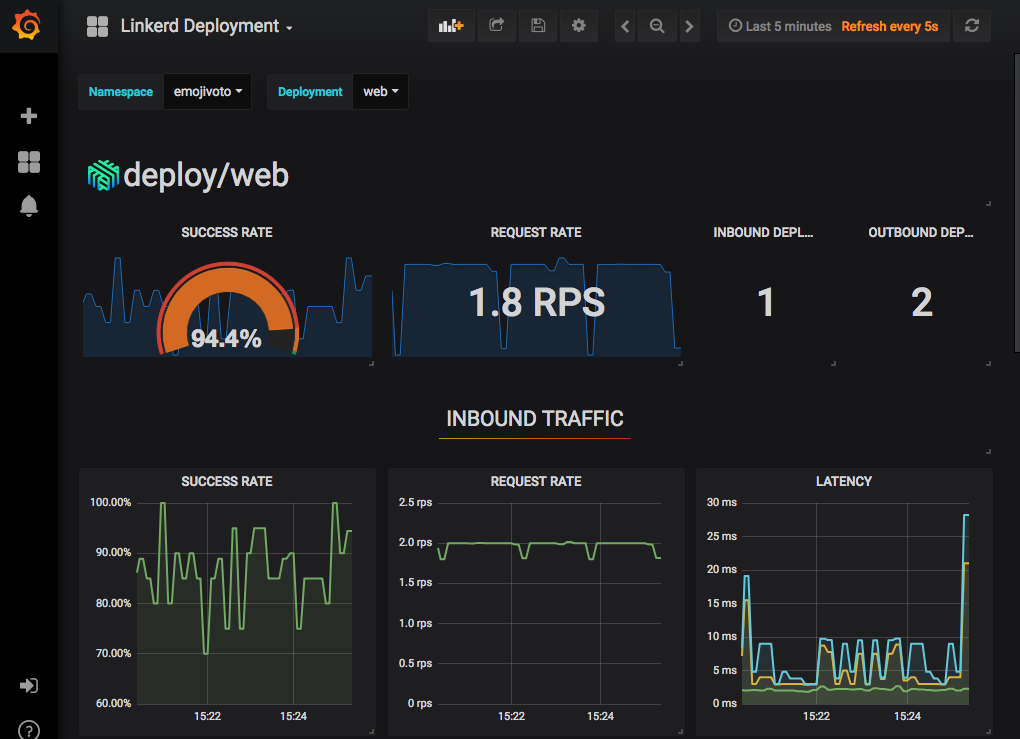 Linkerd Deployment
Last 5 minutes Refresh every 5s
Namespace emojivoto Deployment web
deploy/web
SUCCESS RATE
94.4%
REQUEST RATE
1.8 RPS
INBOUND DEPL...
1
OUTBOUND DEP...
2
INBOUND TRAFFIC
SUCCESS RATE
100.00%
90.00%
80.00%
70.00%
60.00%
15:22 15:24
REQUEST RATE
2.5 rps
2.0 rps
1.5 rps
1.0 rps
0.5 rps
0 rps
15:22 15:24
LATENCY
30 ms
25 ms
20 ms
15 ms
10 ms
5 ms
0 ms
15:22 15:24
?